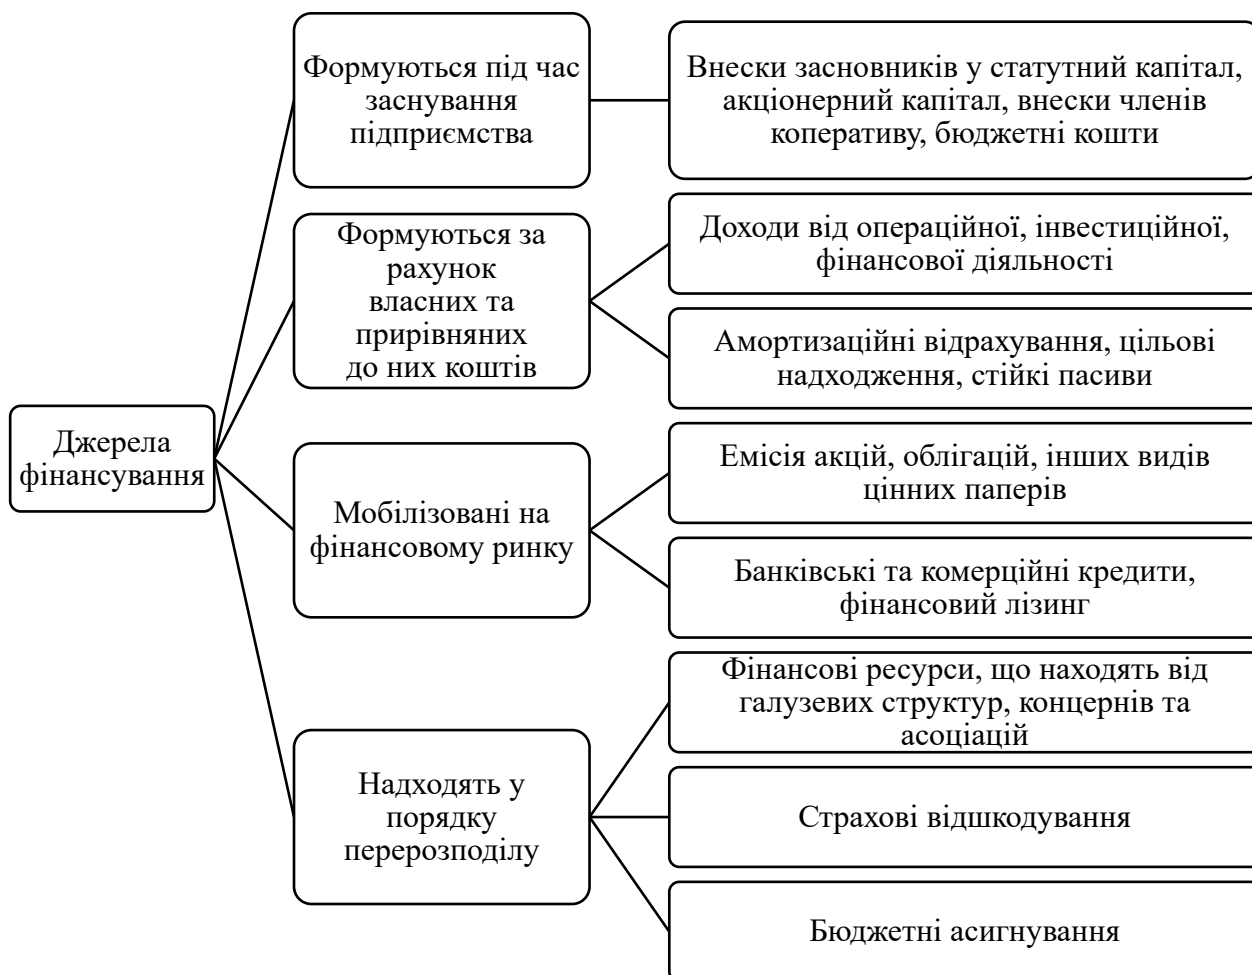 Джерела
фінансування
Формуються під час
заснування
підприємства
Внески засновників у статутний капітал,
акціонерний капітал, внески членів
коперативу, бюджетні кошти
Формуються за
рахунок
власних та
прирівняних
до них коштів
Доходи від операційної, інвестиційної,
фінансової діяльності
Амортизаційні відрахування, цільові
надходження, стійкі пасиви
Мобілізовані на
фінансовому ринку
Емісія акцій, облігацій, інших видів
цінних паперів
Банківські та комерційні кредити,
фінансовий лізинг
Надходять у
порядку
перерозподілу
Фінансові ресурси, що находять від
галузевих структур, концернів та
асоціацій
Страхові відшкодування
Бюджетні асигнування